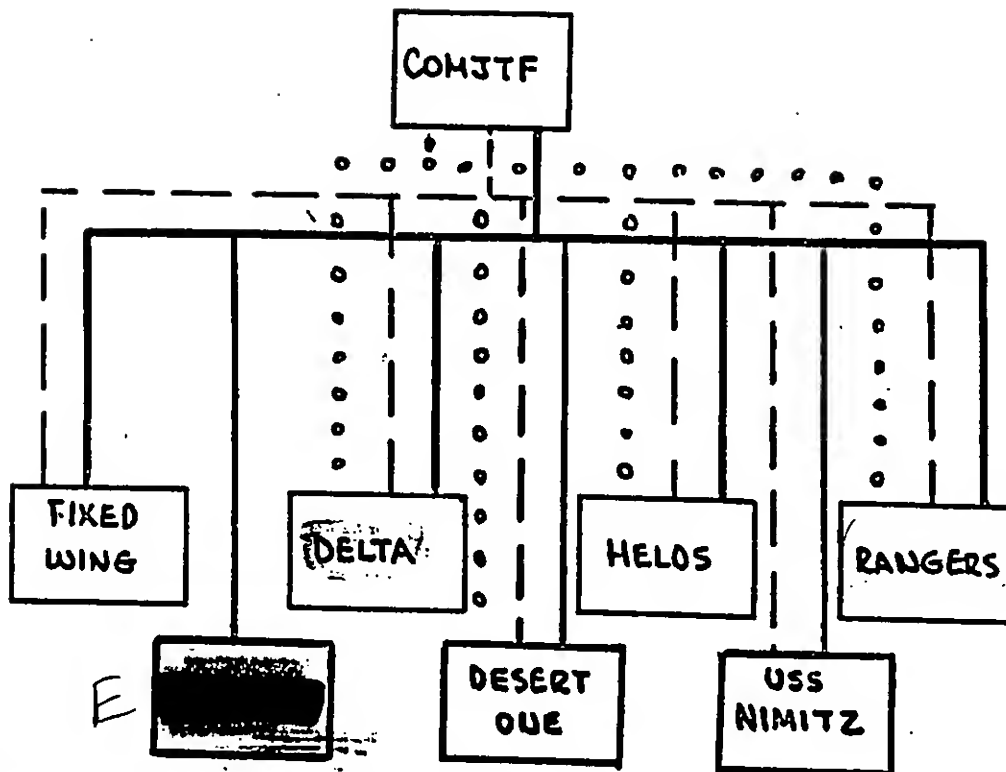 COMJTF
FIXED
WING
DELTA
HELOS
RANGERS
E
DESERT
ONE
USS
NIMITZ